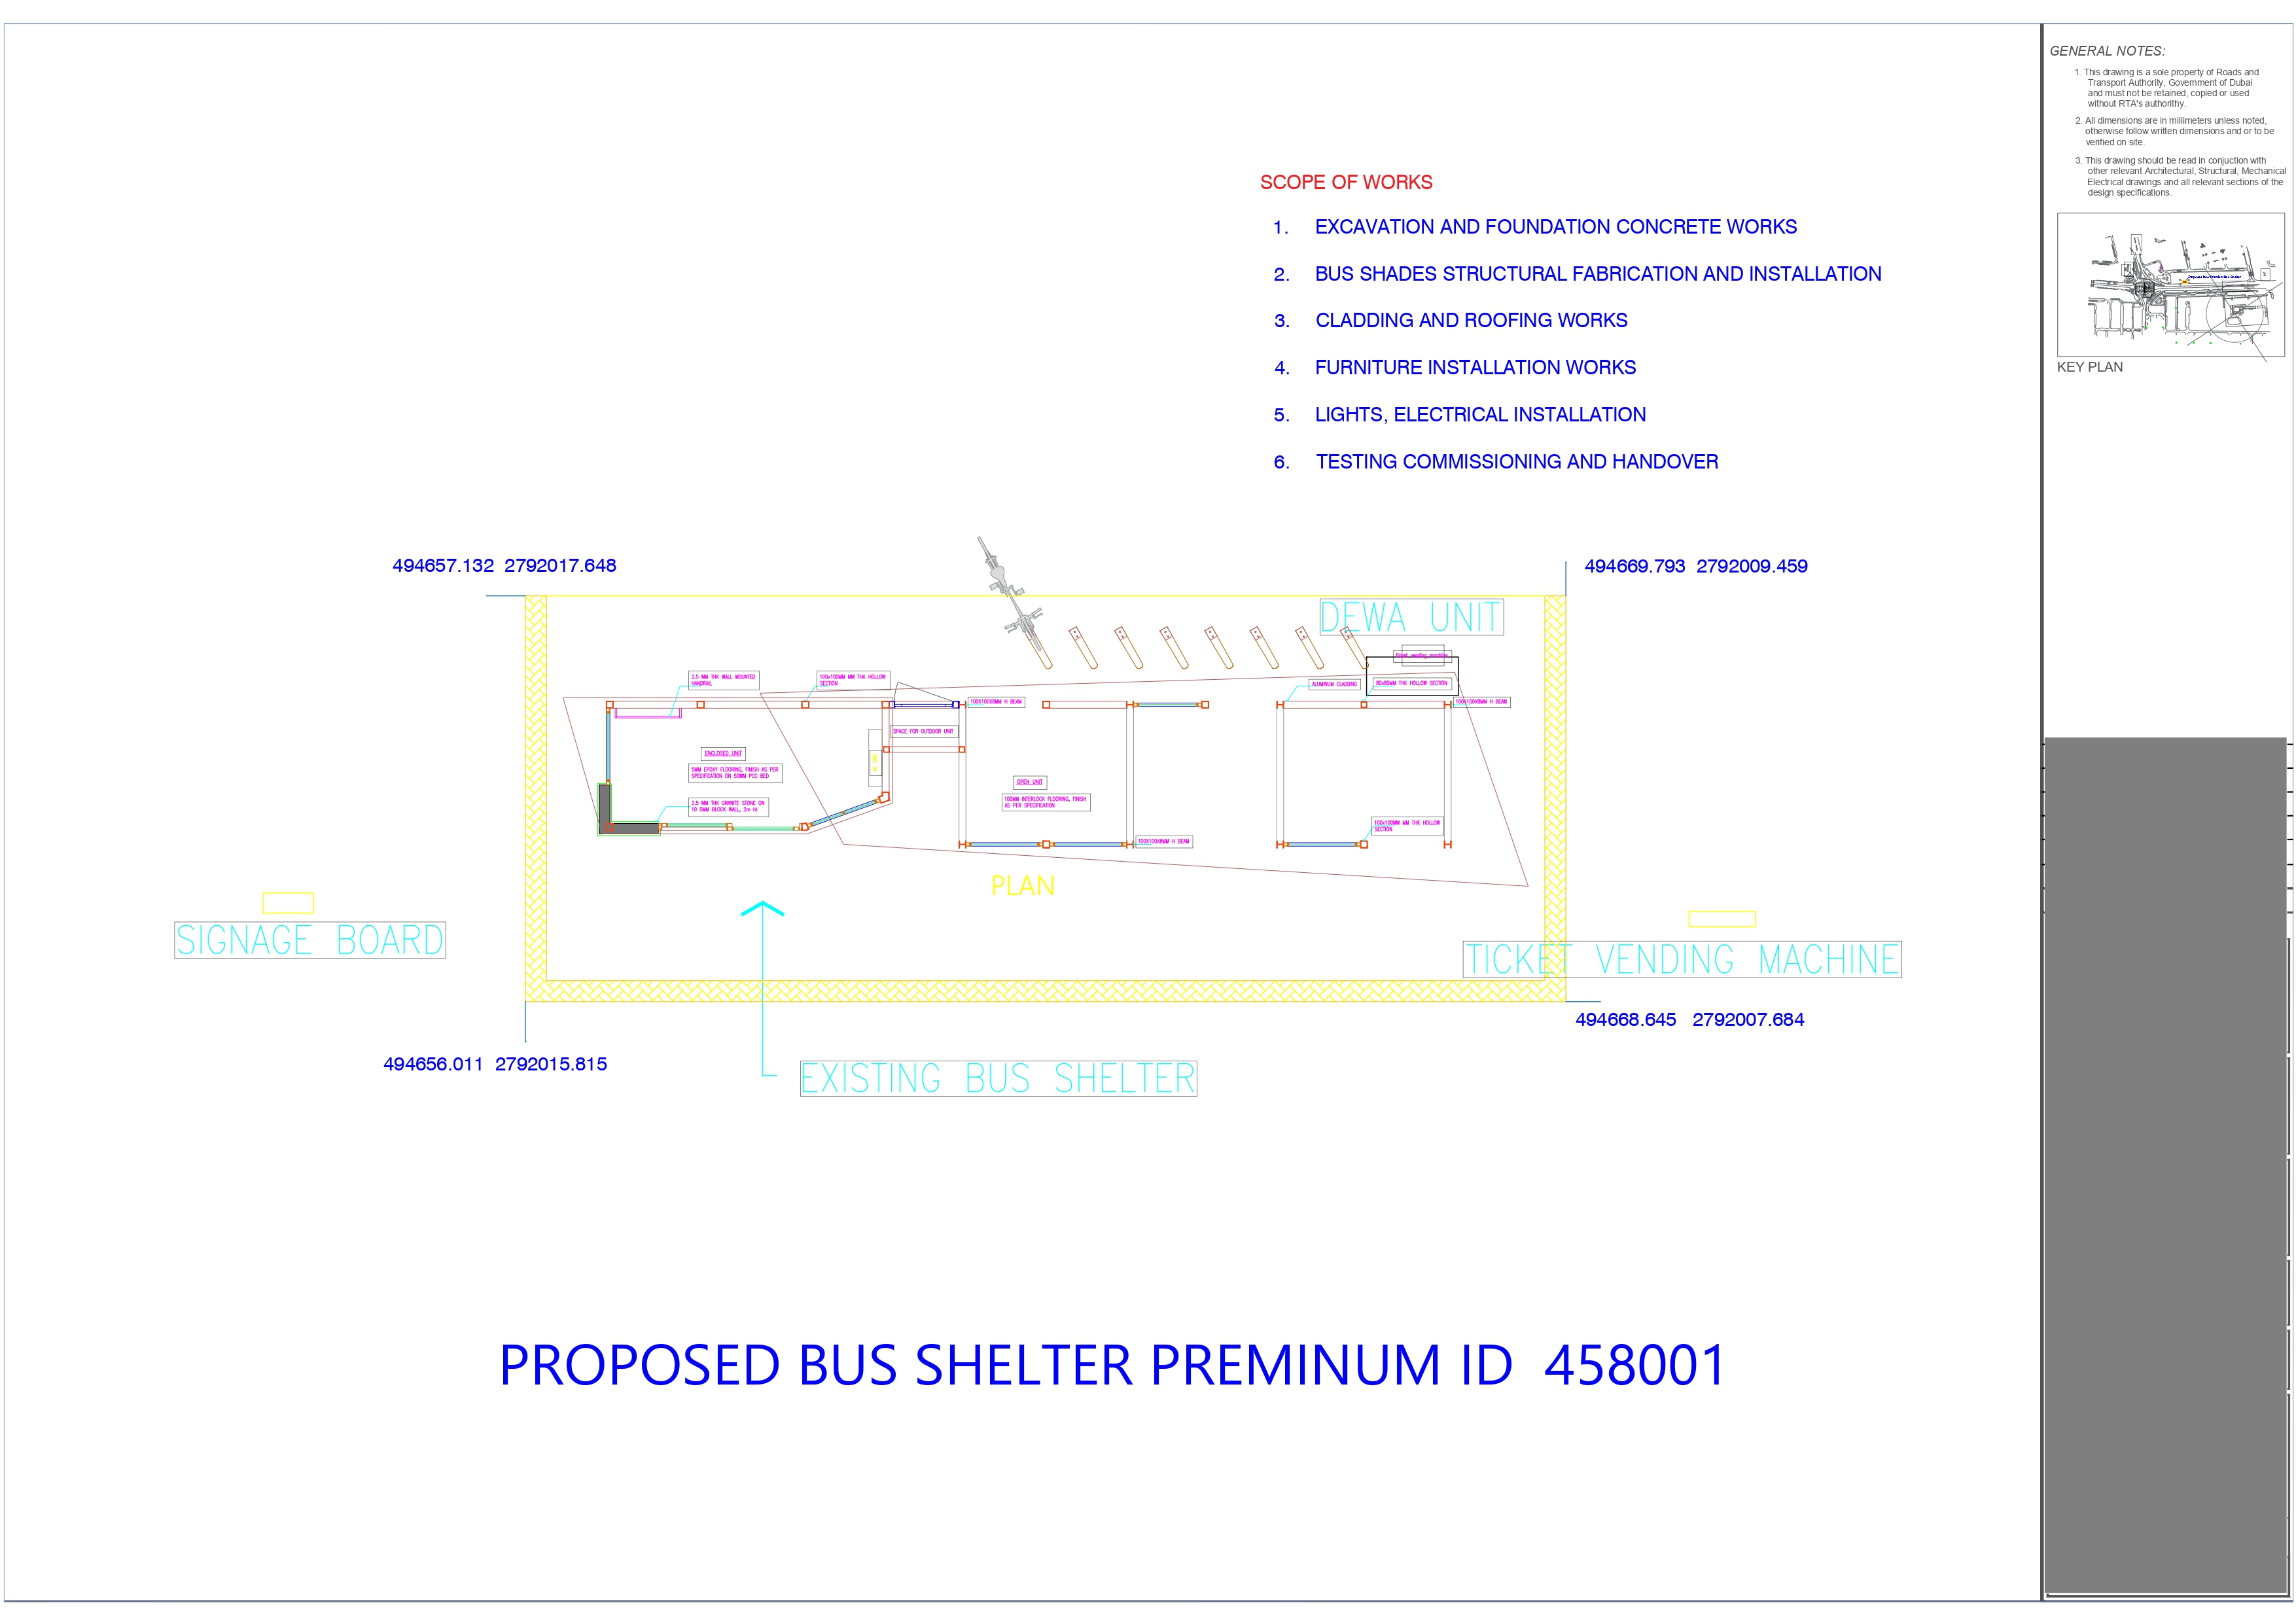 GENERAL NOTES:
1. This drawing is a sole property of Roads and
Transport Authority, Government of Dubai
and must not be retained, copied or used
without RTA's authorithy.
2. All dimensions are in millimeters unless noted,
otherwise follow written dimensions and or to be
verified on site.
3. This drawing should be read in conjuction with
other relevant Architectural, Structural, Mechanical
Electrical drawings and all relevant sections of the
design specifications.
KEY PLAN
SCOPE OF WORKS
1. EXCAVATION AND FOUNDATION CONCRETE WORKS
2. BUS SHADES STRUCTURAL FABRICATION AND INSTALLATION
3. CLADDING AND ROOFING WORKS
4. FURNITURE INSTALLATION WORKS
5. LIGHTS, ELECTRICAL INSTALLATION
6. TESTING COMMISSIONING AND HANDOVER
494657.132 2792017.648
494669.793 2792009.459
DEWA UNIT
ticket vending machine
2.5 MM THK WALL MOUNTED
HANDRAIL
100x100MM MM THK HOLLOW
SECTION
ALUMINUM CLADDING
80x80MM THK HOLLOW SECTION
100X100X8MM H BEAM
100X100X8MM H BEAM
SPACE FOR OUTDOOR UNIT
ENCLOSED UNIT
5MM EPOXY FLOORING, FINISH AS PER
SPECIFICATION ON 50MM PCC BED
OPEN UNIT
100MM INTERLOCK FLOORING, FINISH
AS PER SPECIFICATION
2.5 MM THK GRANITE STONE ON
10 0MM BLOCK WALL, 2m ht
100x100MM MM THK HOLLOW
SECTION
100X100X8MM H BEAM
PLAN
SIGNAGE BOARD
TICKET VENDING MACHINE
494668.645 2792007.684
494656.011 2792015.815
EXISTING BUS SHELTER
PROPOSED BUS SHELTER PREMINUM ID 458001